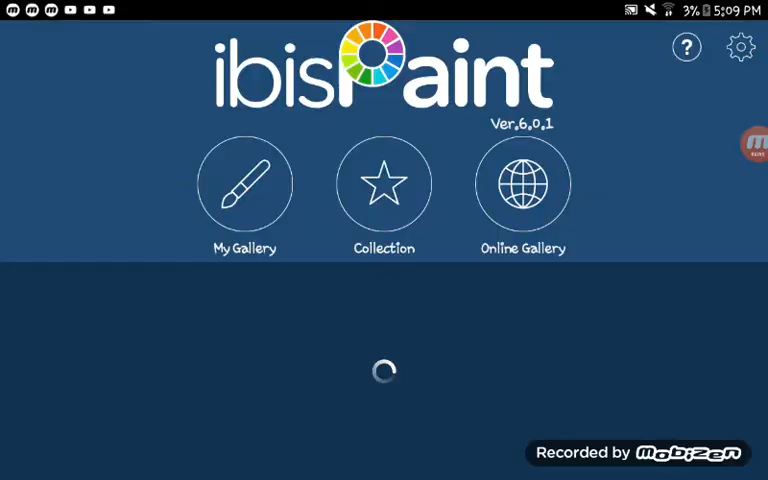 3% 5:09 PM
ibisPaint
Ver.6.0.1
?
My Gallery
Collection
Online Gallery
Recorded by Mobizen